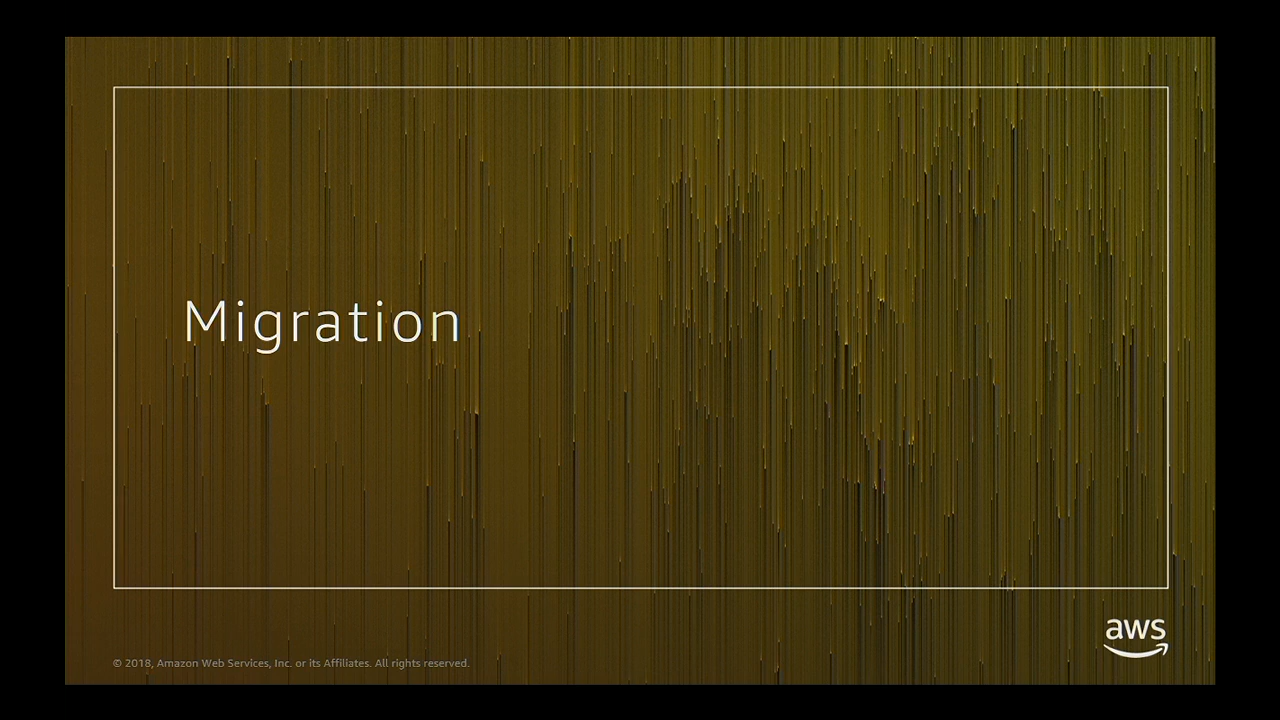 Migration
aws
© 2018, Amazon Web Services, Inc. or its Affiliates. All rights reserved.